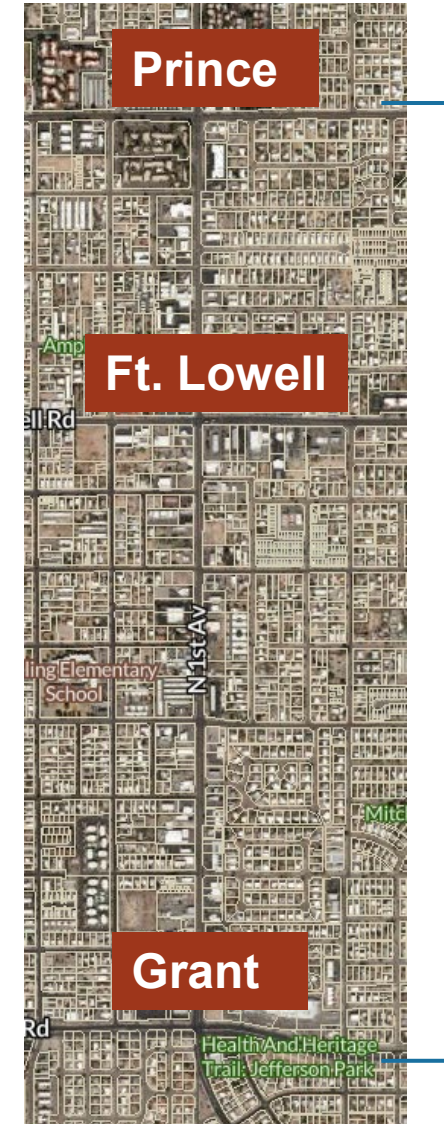 Prince
Amp
Ft. Lowell
ell Rd
N 1st Av
ling Elementary
School
Mitc
Grant
Rd
Health And Heritage
Trail: Jefferson Park